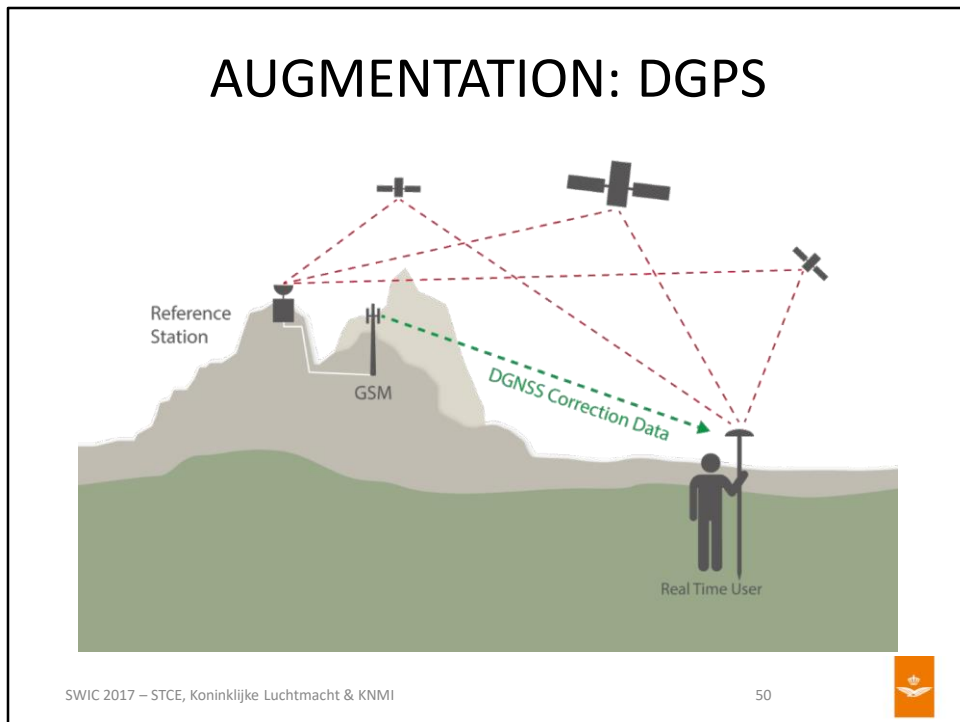 AUGMENTATION: DGPS
Reference
Station
GSM
DGNSS Correction Data
Real Time User
SWIC 2017 – STCE, Koninklijke Luchtmacht & KNMI
50